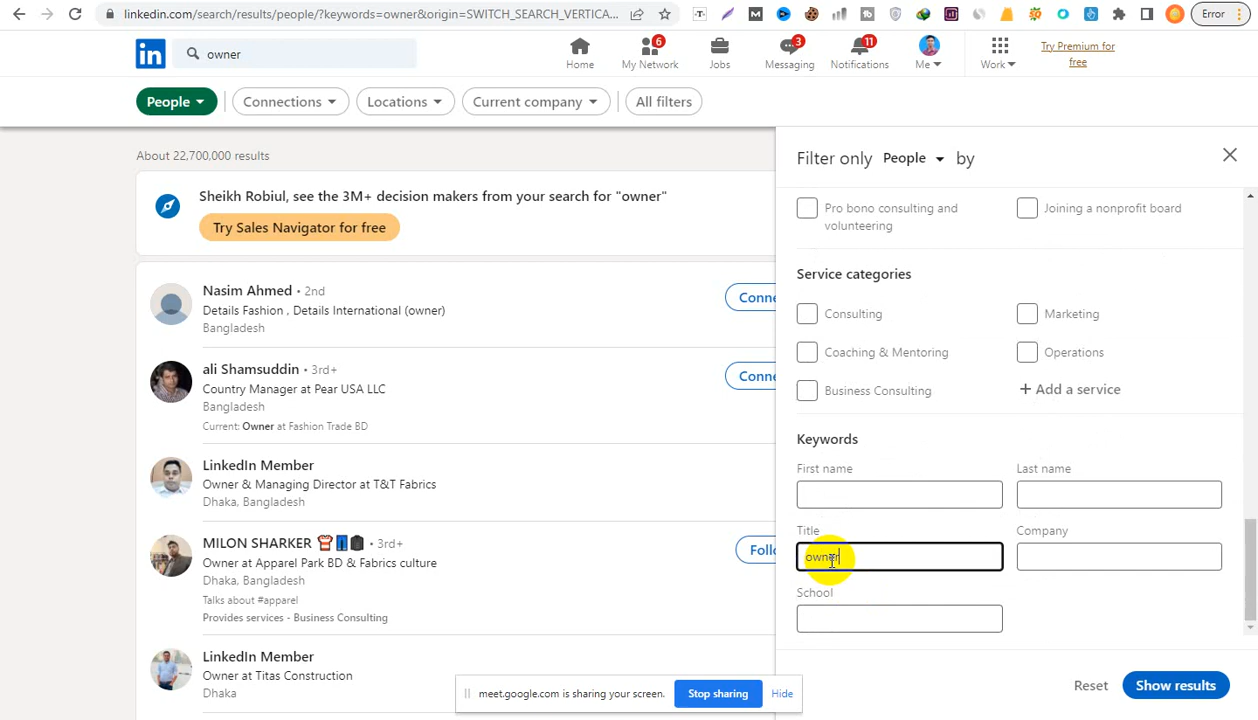 linkedin.com/search/results/people/?keywords=owner&origin=SWITCH_SEARCH_VERTICA...
Error
in
owner
Home
6
My Network
Jobs
3
Messaging
11
Notifications
Me
Work
Try Premium for
free
People
Connections
Locations
Current company
All filters
About 22,700,000 results
Sheikh Robiul, see the 3M+ decision makers from your search for "owner"
Try Sales Navigator for free
Nasim Ahmed • 2nd
Details Fashion , Details International (owner)
Bangladesh
Conne
ali Shamsuddin • 3rd+
Country Manager at Pear USA LLC
Bangladesh
Current: Owner at Fashion Trade BD
Conne
LinkedIn Member
Owner & Managing Director at T&T Fabrics
Dhaka, Bangladesh
MILON SHARKER • 3rd+
Owner at Apparel Park BD & Fabrics culture
Talks about #apparel
Provides services - Business Consulting
Follo
LinkedIn Member
Owner at Titas Construction
Dhaka
Filter only People by
Pro bono consulting and
volunteering
Joining a nonprofit board
Service categories
Consulting
Marketing
Coaching & Mentoring
Operations
Business Consulting
+ Add a service
Keywords
First name
Last name
Title
Company
owner
School
Reset
Show results
meet.google.com is sharing your screen.
Stop sharing
Hide